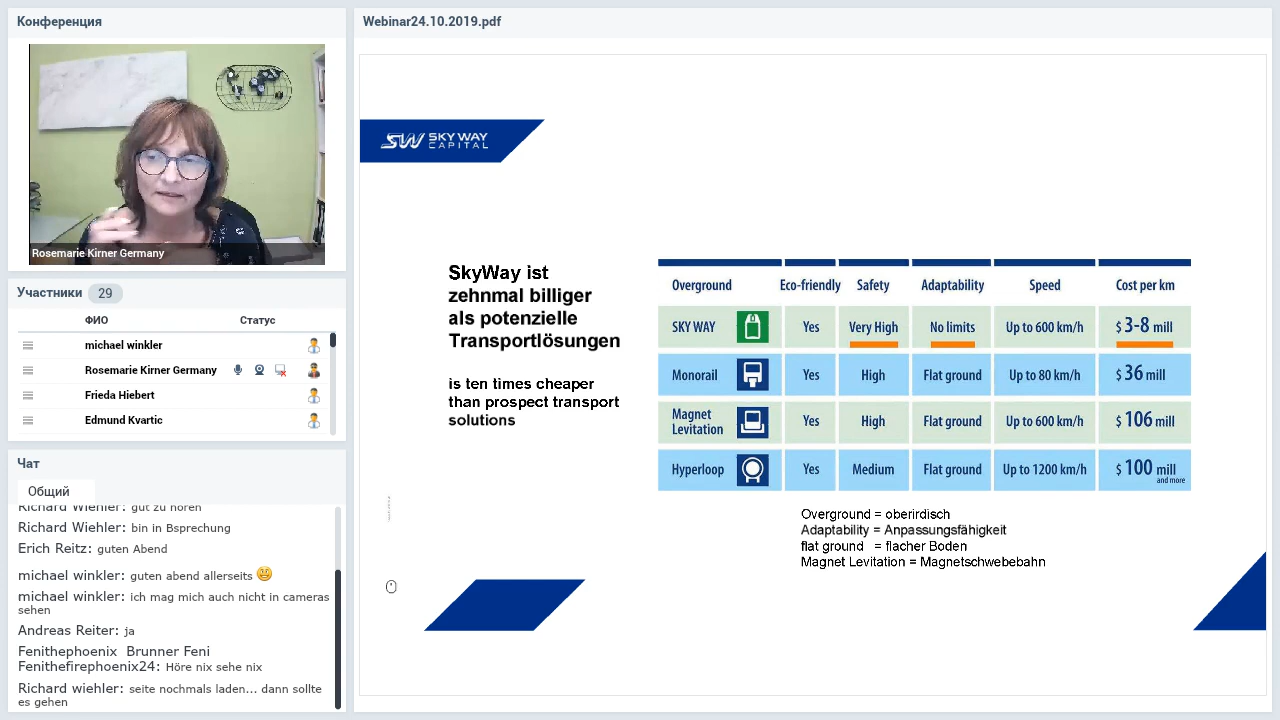 Конференция
Rosemarie Kirner Germany
Участники 29
ФИО Статус
michael winkler
Rosemarie Kirner Germany
Frieda Hiebert
Edmund Kvartic
Чат
Общий
Richard Wiehler: gut zu hören
Richard Wiehler: bin in Bsprechung
Erich Reitz: guten Abend
michael winkler: guten abend allerseits
michael winkler: ich mag mich auch nicht in cameras
sehen
Andreas Reiter: ja
Fenithephoenix Brunner Feni
Fenithefirephoenix24: Höre nix sehe nix
Richard wiehler: seite nochmals laden... dann sollte
es gehen
Webinar24.10.2019.pdf
SW SKY WAY
CAPITAL
SkyWay ist
zehnmal billiger
als potenzielle
Transportlösungen
is ten times cheaper
than prospect transport
solutions
Overground Eco-friendly Safety Adaptability Speed Cost per km
SKY WAY Yes Very High No limits Up to 600 km/h $ 3-8 mill
Monorail Yes High Flat ground Up to 80 km/h $ 36 mill
Magnet
Levitation Yes High Flat ground Up to 600 km/h $ 106 mill
Hyperloop Yes Medium Flat ground Up to 1200 km/h $ 100 mill
and more
Overground = oberirdisch
Adaptability = Anpassungsfähigkeit
flat ground = flacher Boden
Magnet Levitation = Magnetschwebebahn